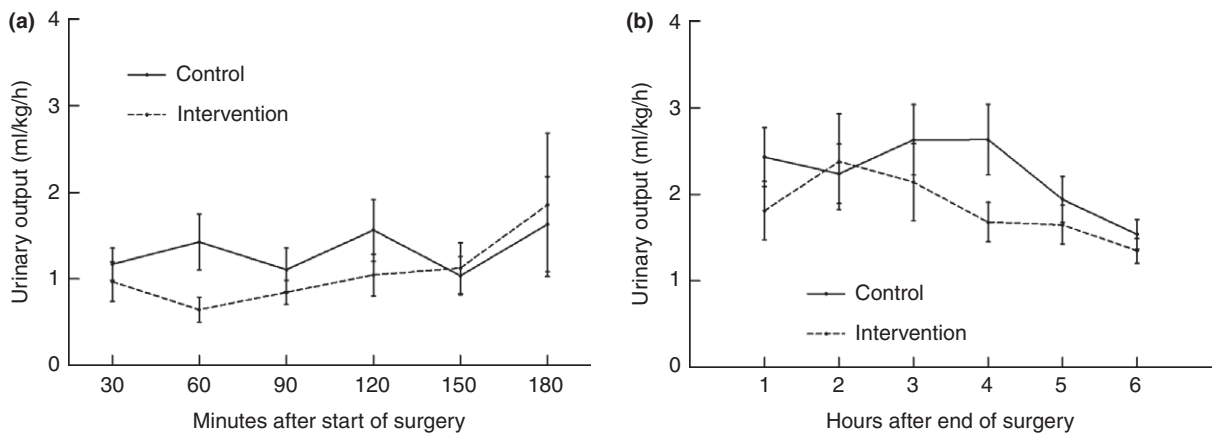 (a)
4
3
2
1
0
Urinary output (ml/kg/h)
Control
Intervention
30 60 90 120 150 180
Minutes after start of surgery
(b)
4
3
2
1
0
Urinary output (ml/kg/h)
Control
Intervention
1 2 3 4 5 6
Hours after end of surgery